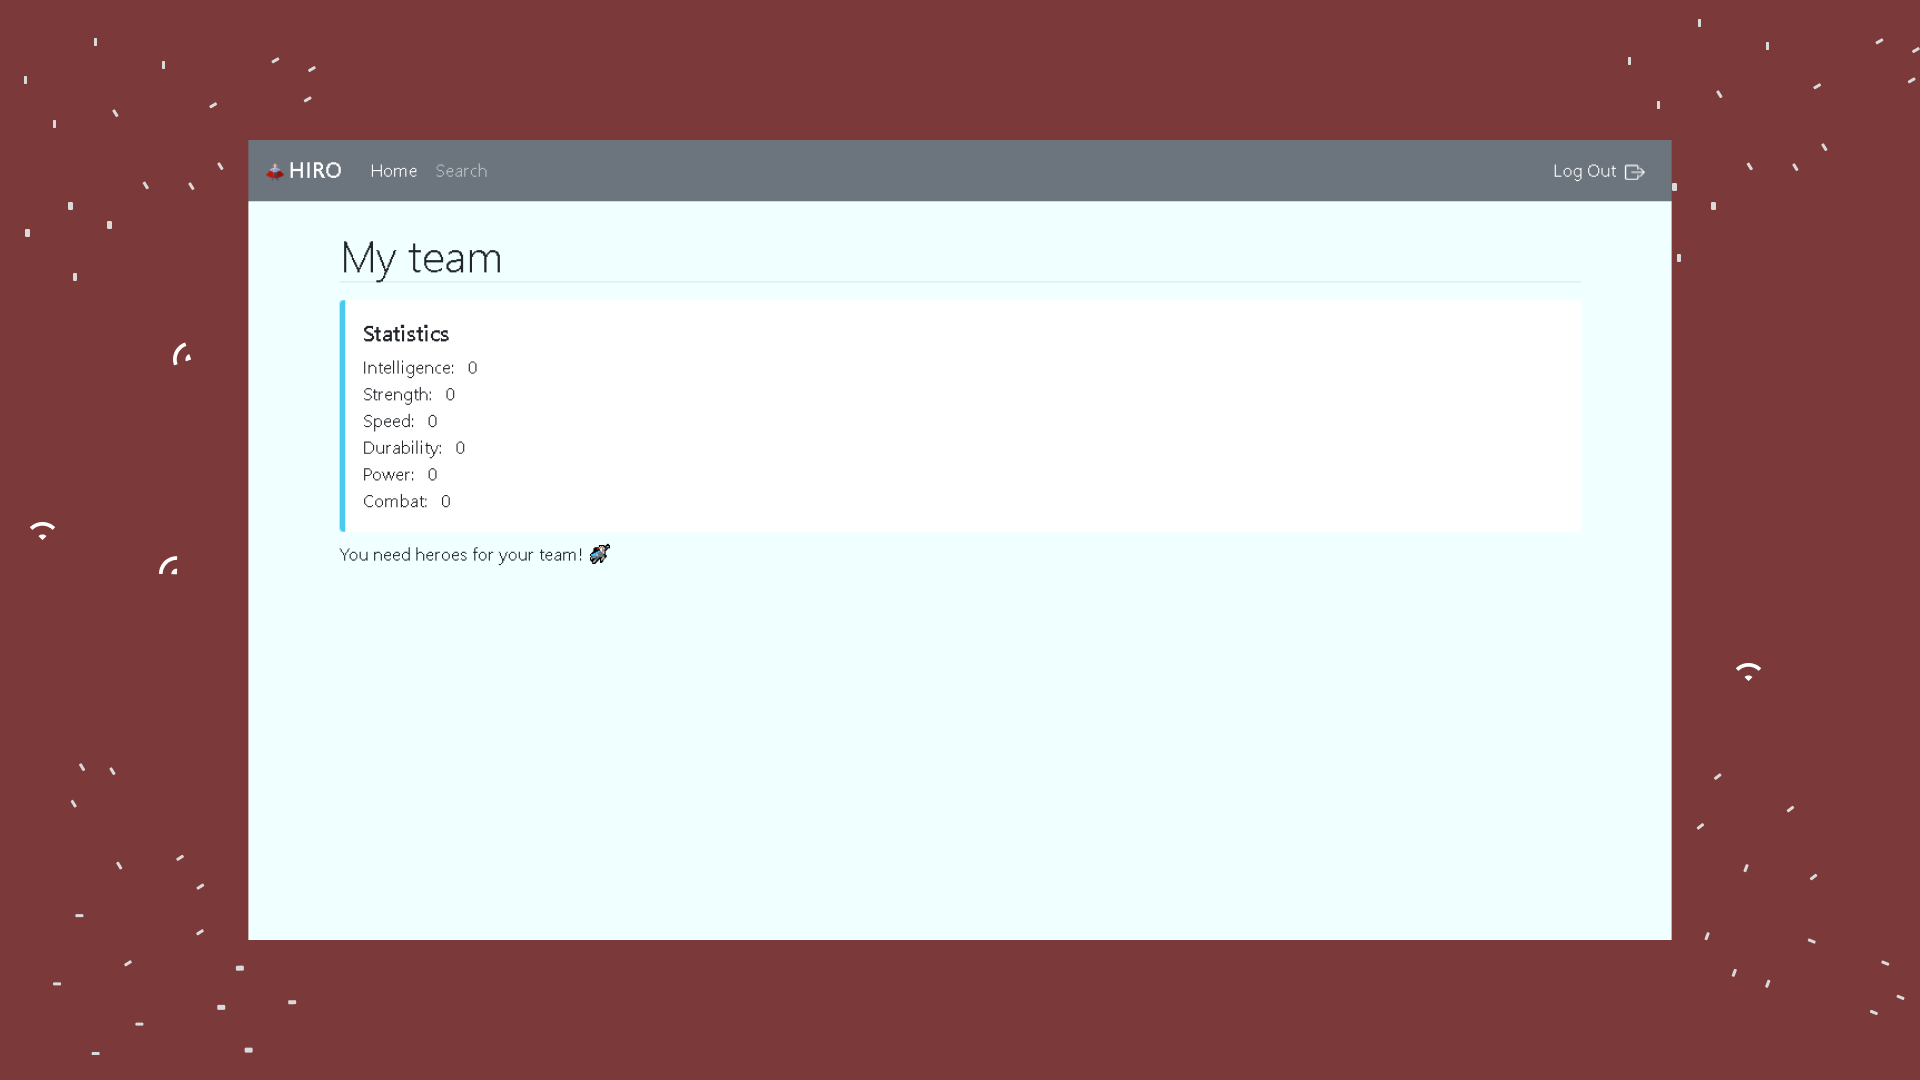 HIRO Home Search Log Out
My team
Statistics
Intelligence: 0
Strength: 0
Speed: 0
Durability: 0
Power: 0
Combat: 0
You need heroes for your team!